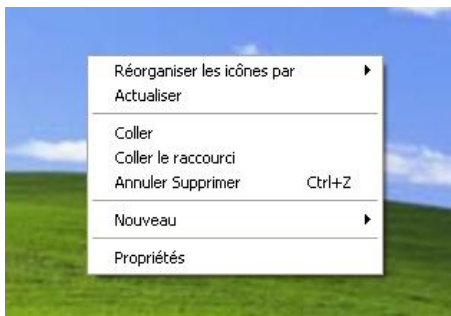 Réorganiser les icônes par
Actualiser
Coller
Coller le raccourci
Annuler Supprimer Ctrl+Z
Nouveau
Propriétés